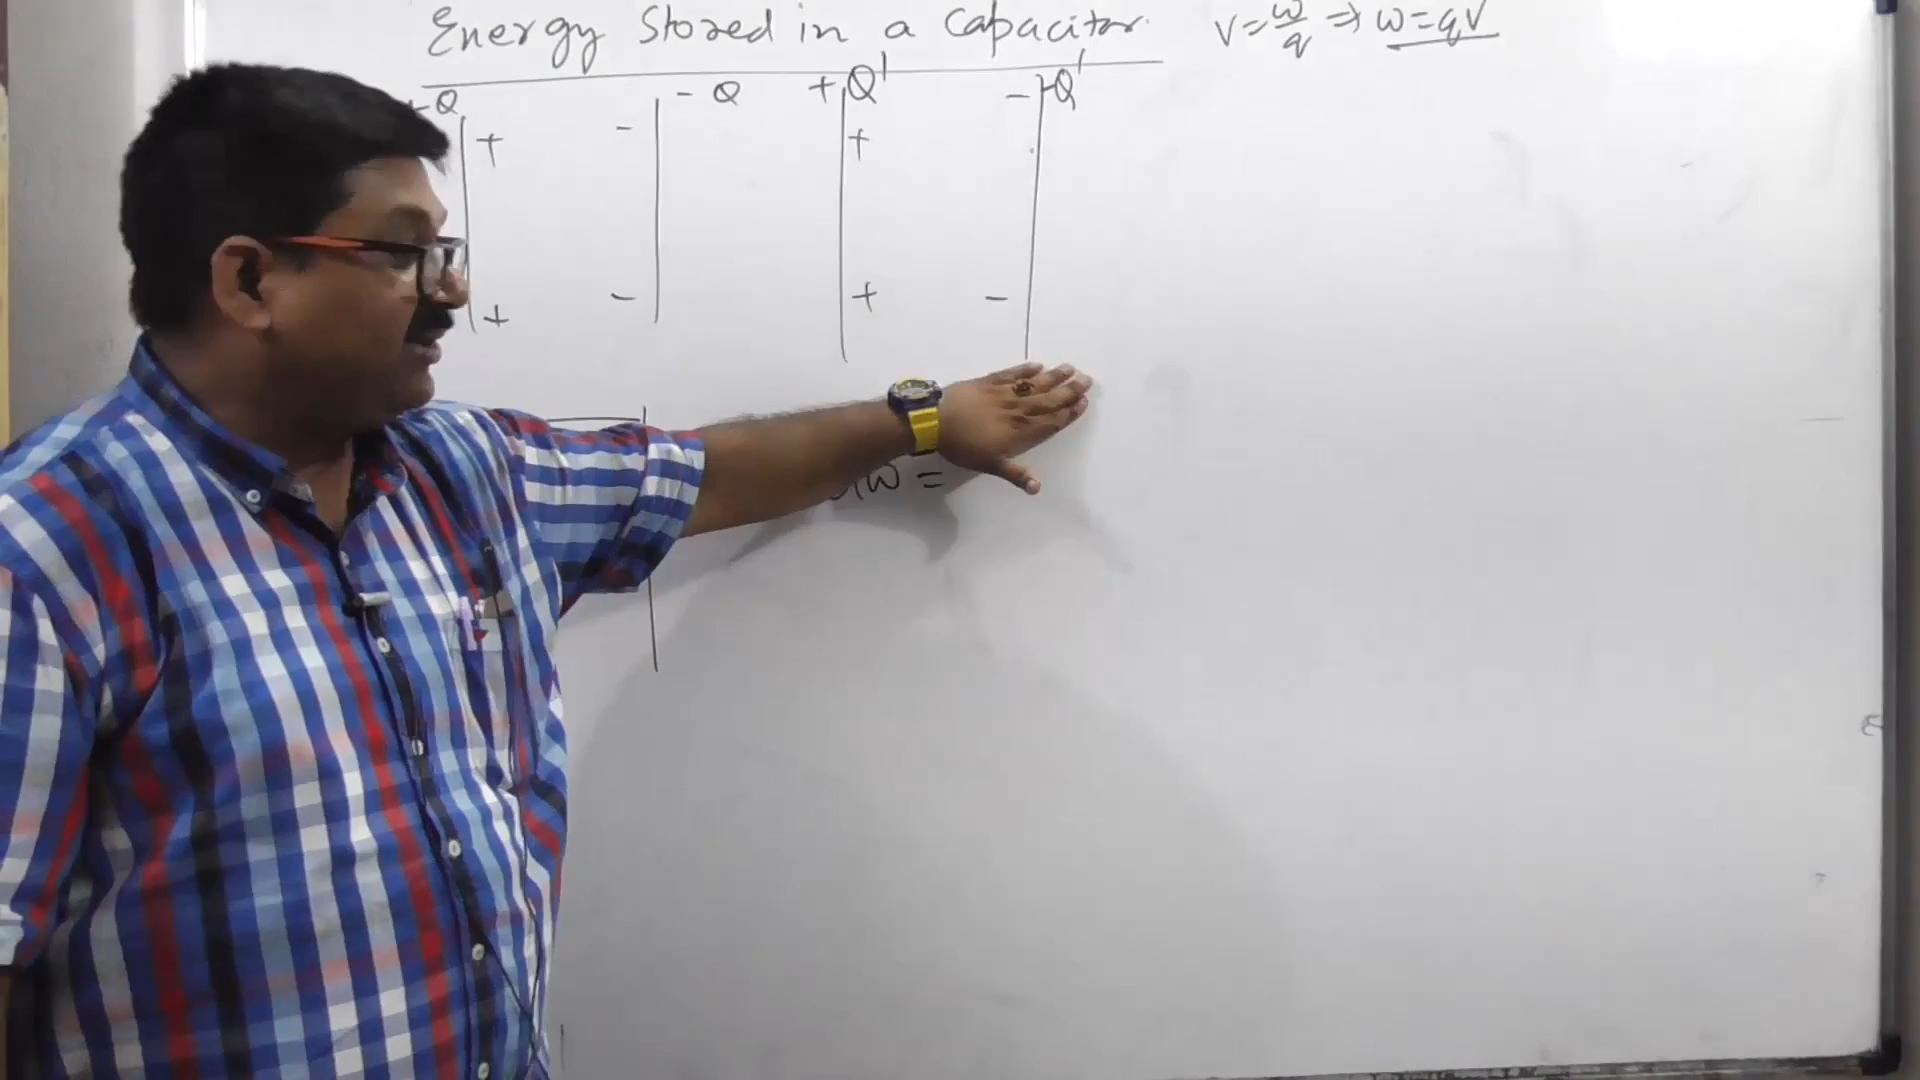 Energy Stored in a Capacitor. V = w/q ⇒ w = qV
+Q - Q +Q' -Q'
+ - +
+ - + -
dw =